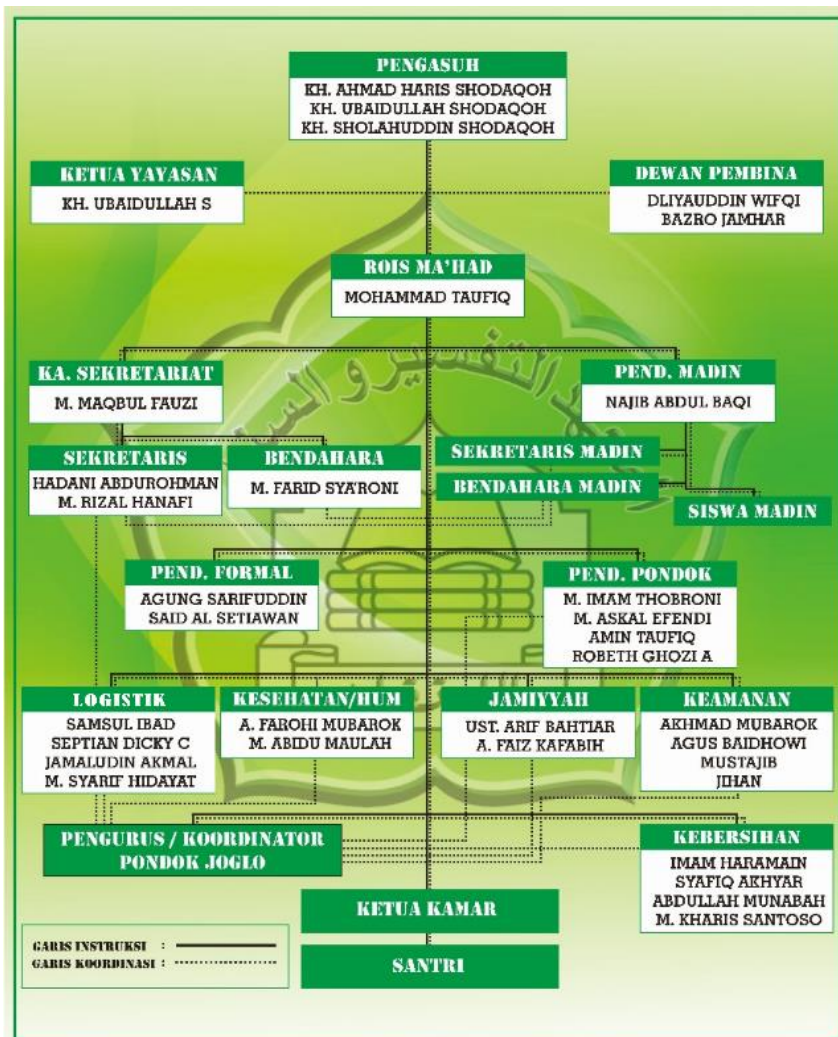 PENGASUH
KH. AHMAD HARIS SHODAQOH
KH. UBAIDULLAH SHODAQOH
KH. SHOLAHUDDIN SHODAQOH
KETUA YAYASAN
KH. UBAIDULLAH S
DEWAN PEMBINA
DLIYAUDDIN WIFQI
BAZRO JAMHAR
ROIS MA'HAD
MOHAMMAD TAUFIQ
KA. SEKRETARIAT
M. MAQBUL FAUZI
PEND. MADIN
NAJIB ABDUL BAQI
SEKRETARIS
HADANI ABDUROHMAN
M. RIZAL HANAFI
BENDAHARA
M. FARID SYA'RONI
SEKRETARIS MADIN
BENDAHARA MADIN
SISWA MADIN
PEND. FORMAL
AGUNG SARIFUDDIN
SAID AL SETIAWAN
PEND. PONDOK
M. IMAM THOBRONI
M. ASKAL EFENDI
AMIN TAUFIQ
ROBETH GHOZI A
LOGISTIK
SAMSUL IBAD
SEPTIAN DICKY C
JAMALUDIN AKMAL
M. SYARIF HIDAYAT
KESEHATAN/HUM
A. FAROHI MUBAROK
M. ABIDU MAULAH
JAMIYYAH
UST. ARIF BAHTIAR
A. FAIZ KAFABIH
KEAMANAN
AKHMAD MUBAROK
AGUS BAIDHOWI
MUSTAJIB
JIHAN
PENGURUS / KOORDINATOR
PONDOK JOGLO
KEBERSIHAN
IMAM HARAMAIN
SYAFIQ AKHYAR
ABDULLAH MUNABAH
M. KHARIS SANTOSO
KETUA KAMAR
SANTRI
GARIS INSTRUKSI :
GARIS KOORDINASI :